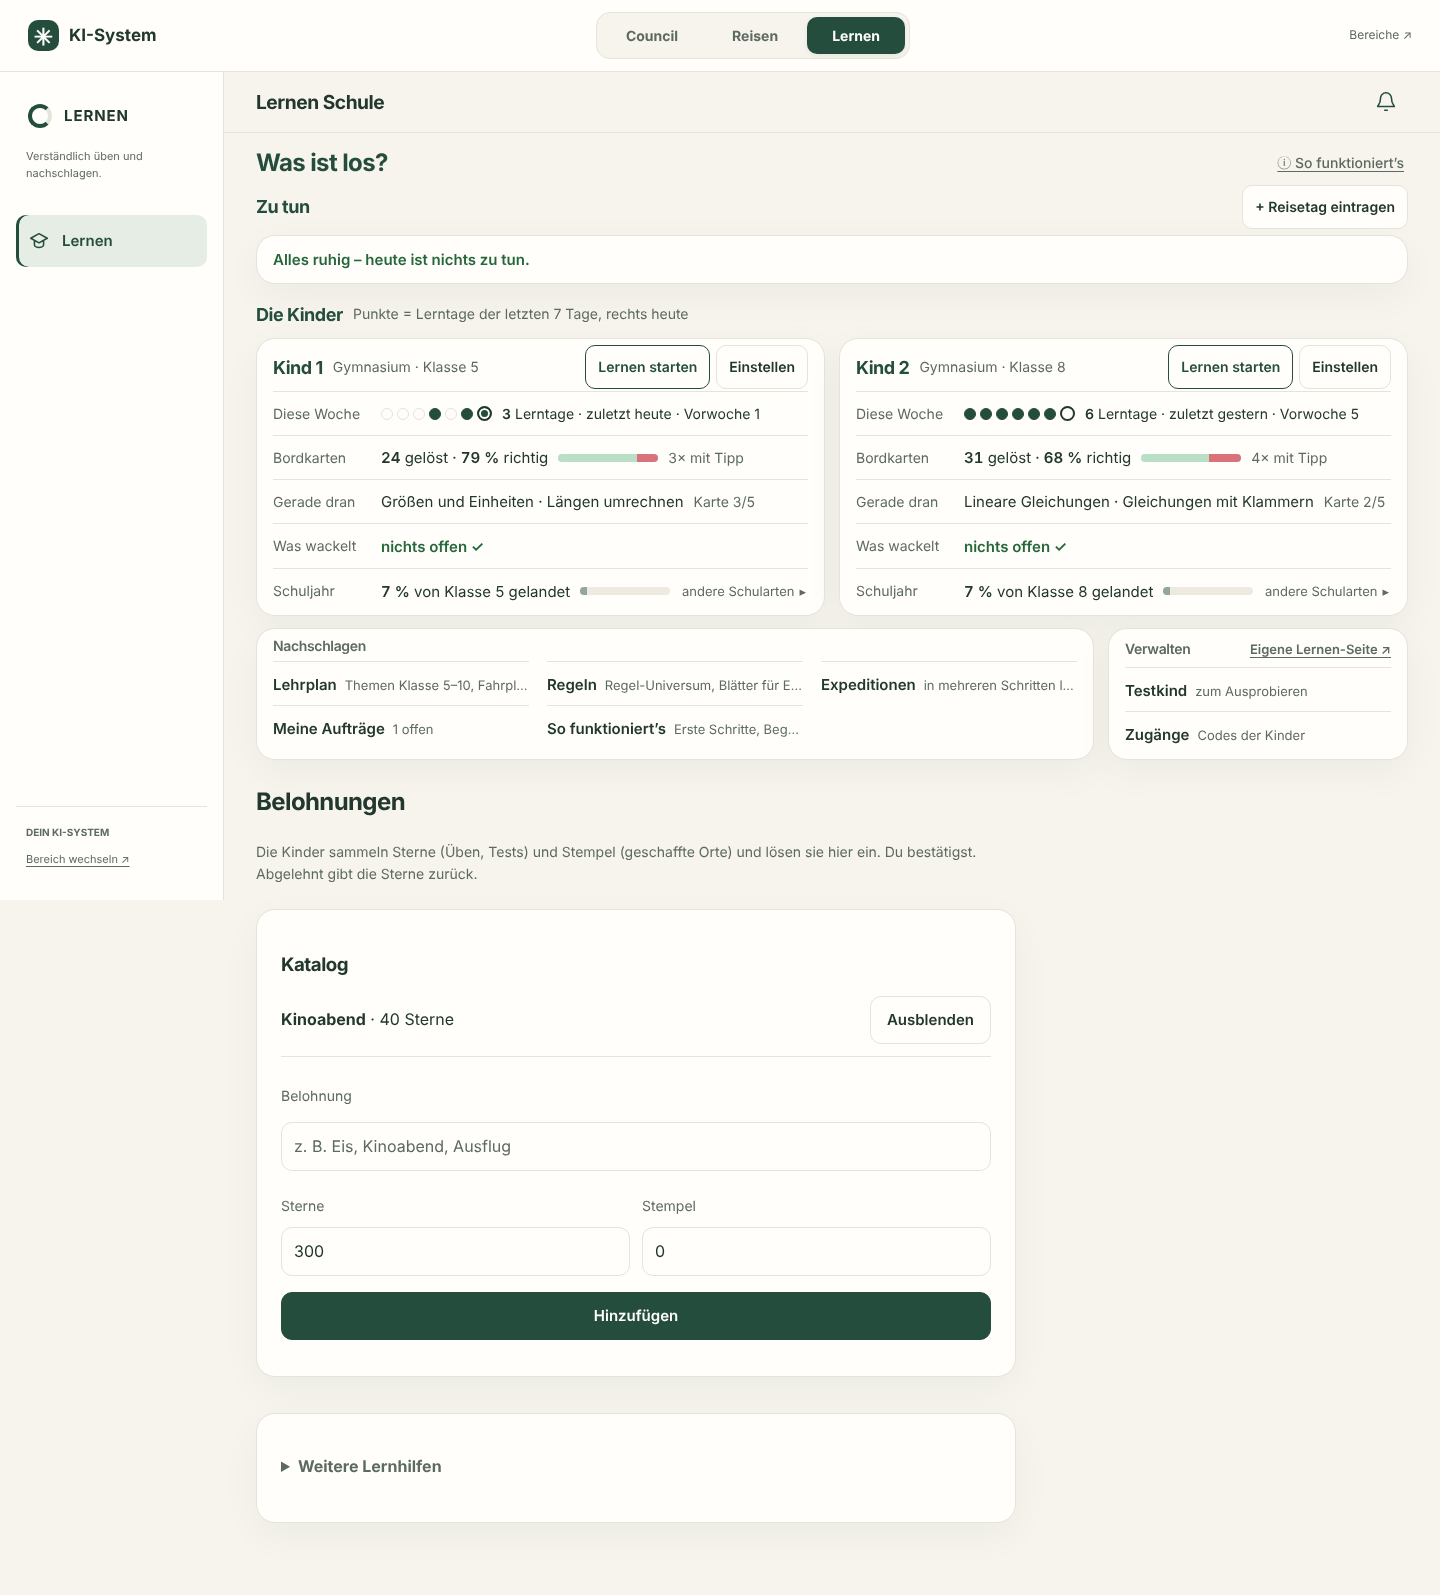 KI-System
Council
Reisen
Lernen
Bereiche ↗
LERNEN
Verständlich üben und
nachschlagen.
Lernen
DEIN KI-SYSTEM
Bereich wechseln ↗
Lernen Schule
Was ist los?
ⓘ So funktioniert’s
Zu tun
+ Reisetag eintragen
Alles ruhig – heute ist nichts zu tun.
Die Kinder Punkte = Lerntage der letzten 7 Tage, rechts heute
Kind 1 Gymnasium · Klasse 5
Lernen starten
Einstellen
Diese Woche 3 Lerntage · zuletzt heute · Vorwoche 1
Bordkarten 24 gelöst · 79 % richtig 3× mit Tipp
Gerade dran Größen und Einheiten · Längen umrechnen Karte 3/5
Was wackelt nichts offen ✓
Schuljahr 7 % von Klasse 5 gelandet andere Schularten ▸
Kind 2 Gymnasium · Klasse 8
Lernen starten
Einstellen
Diese Woche 6 Lerntage · zuletzt gestern · Vorwoche 5
Bordkarten 31 gelöst · 68 % richtig 4× mit Tipp
Gerade dran Lineare Gleichungen · Gleichungen mit Klammern Karte 2/5
Was wackelt nichts offen ✓
Schuljahr 7 % von Klasse 8 gelandet andere Schularten ▸
Nachschlagen
Lehrplan Themen Klasse 5–10, Fahrpl…
Regeln Regel-Universum, Blätter für E…
Expeditionen in mehreren Schritten l…
Meine Aufträge 1 offen
So funktioniert’s Erste Schritte, Beg…
Verwalten
Eigene Lernen-Seite ↗
Testkind zum Ausprobieren
Zugänge Codes der Kinder
Belohnungen
Die Kinder sammeln Sterne (Üben, Tests) und Stempel (geschaffte Orte) und lösen sie hier ein. Du bestätigst.
Abgelehnt gibt die Sterne zurück.
Katalog
Kinoabend · 40 Sterne
Ausblenden
Belohnung
z. B. Eis, Kinoabend, Ausflug
Sterne
Stempel
300
0
Hinzufügen
▶ Weitere Lernhilfen